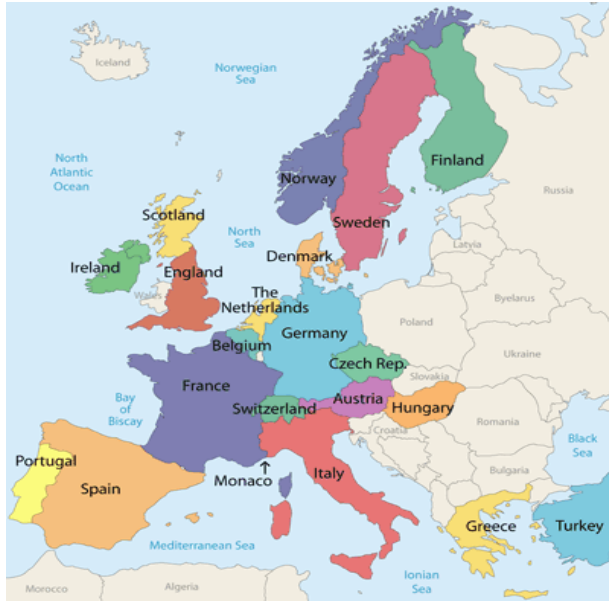 Iceland
Norwegian
Sea
North
Atlantic
Ocean
Norway
Finland
Russia
Scotland
North
Sea
Sweden
Latvia
Denmark
Ireland
England
Wales
The
Netherlands
Byelarus
Germany
Poland
Belgium
Czech Rep.
Ukraine
France
Slovakia
Bay
of
Biscay
Switzerland
Austria
Hungary
Croatia
Romania
Black
Sea
Portugal
Spain
Monaco
↑
Italy
Bulgaria
Greece
Turkey
Mediterranean Sea
Ionian
Sea
Morocco
Algeria